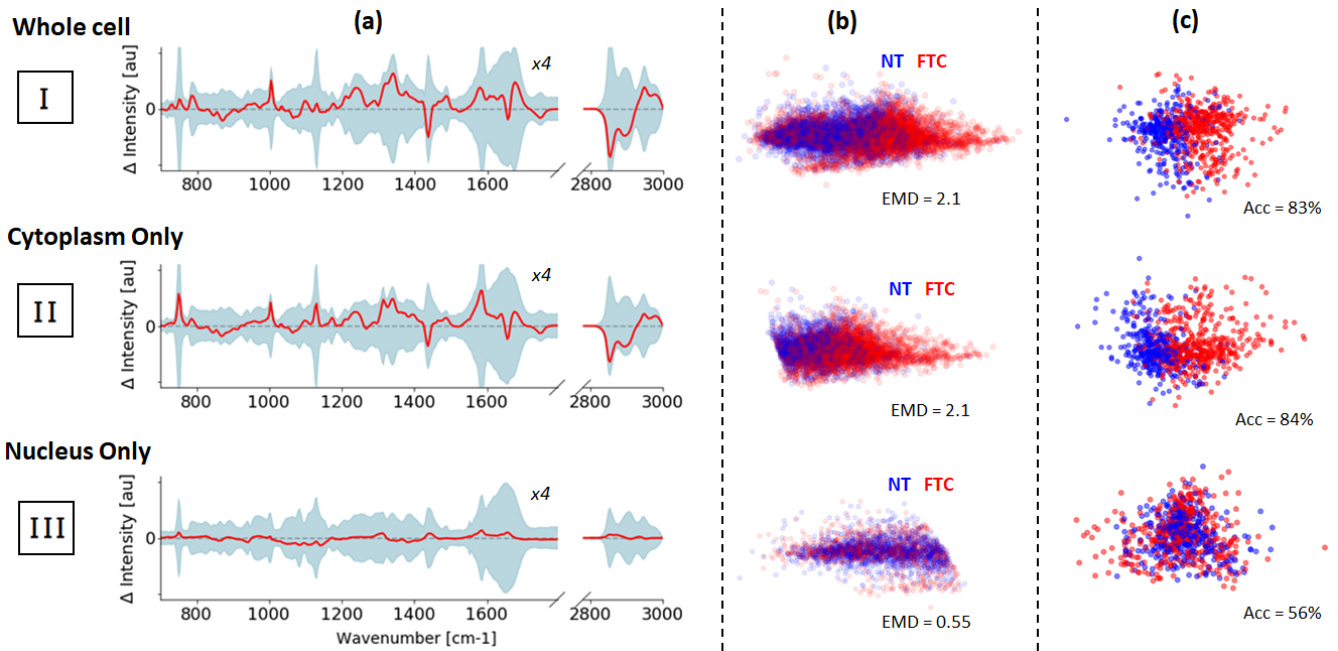 Whole cell
(a)
(b)
(c)
I
Δ Intensity [au]
0
x4
800 1000 1200 1400 1600 2800 3000
NT FTC
EMD = 2.1
Acc = 83%
Cytoplasm Only
II
Δ Intensity [au]
0
x4
800 1000 1200 1400 1600 2800 3000
NT FTC
EMD = 2.1
Acc = 84%
Nucleus Only
III
Δ Intensity [au]
0
x4
800 1000 1200 1400 1600 2800 3000
Wavenumber [cm-1]
NT FTC
EMD = 0.55
Acc = 56%